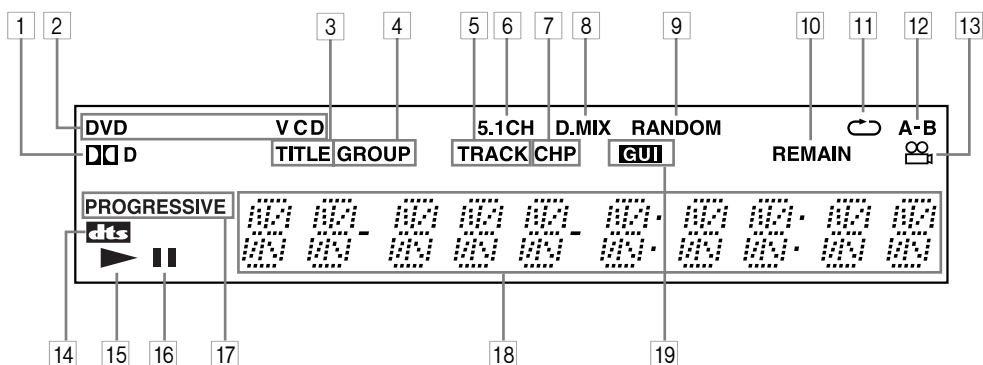 1 2 3 4 5 6 7 8 9 10 11 12 13
DVD VCD 5.1CH D.MIX RANDOM A-B
D TITLE GROUP TRACK CHP GUI REMAIN
PROGRESSIVE
dts
14 15 16 17 18 19